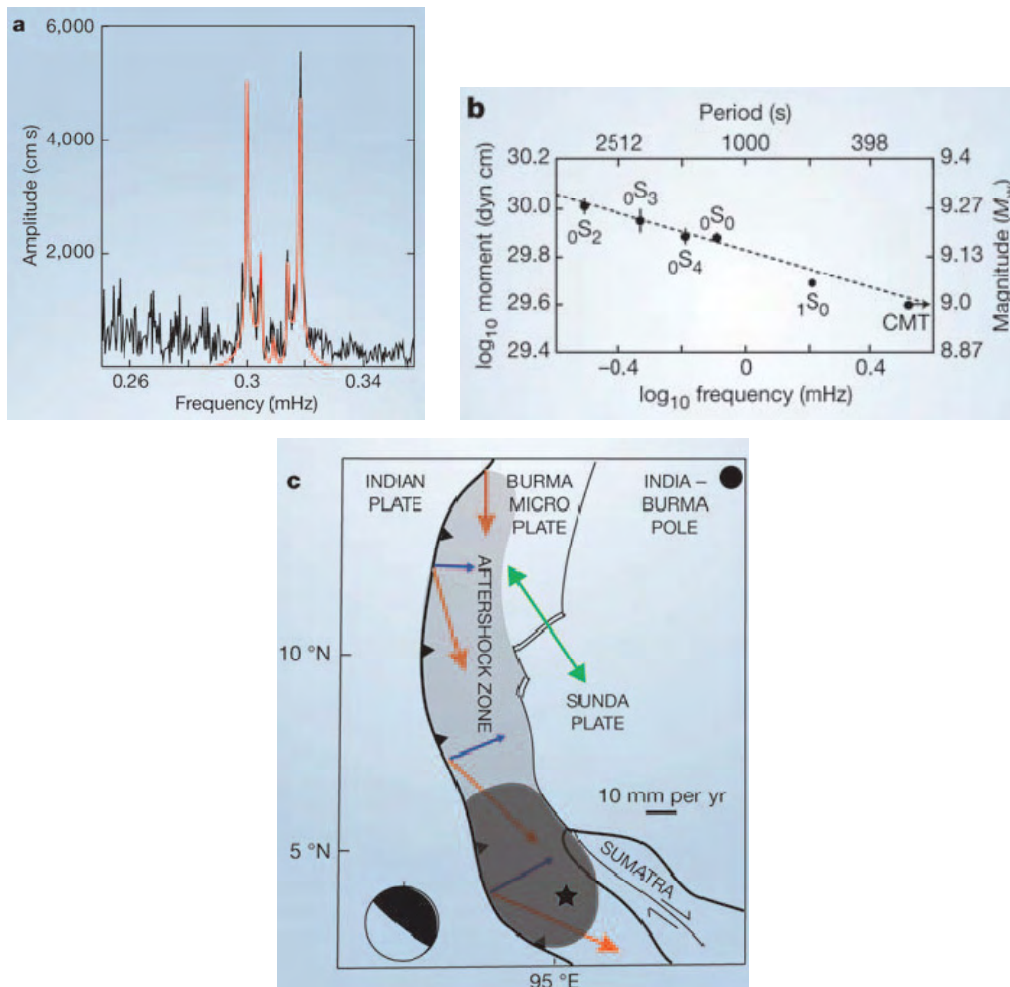 a
6,000
4,000
2,000
Amplitude (cm s)
0.26
0.3
0.34
Frequency (mHz)
b
Period (s)
2512
1000
398
30.2
30.0
29.8
29.6
29.4
log10 moment (dyn cm)
9.4
9.27
9.13
9.0
8.87
Magnitude (Mw)
0S2
0S3
0S4
0S0
1S0
CMT
−0.4
0
0.4
log10 frequency (mHz)
c
INDIAN
PLATE
BURMA
MICRO
PLATE
INDIA –
BURMA
POLE
AFTERSHOCK ZONE
10 °N
SUNDA
PLATE
10 mm per yr
5 °N
SUMATRA
95 °E